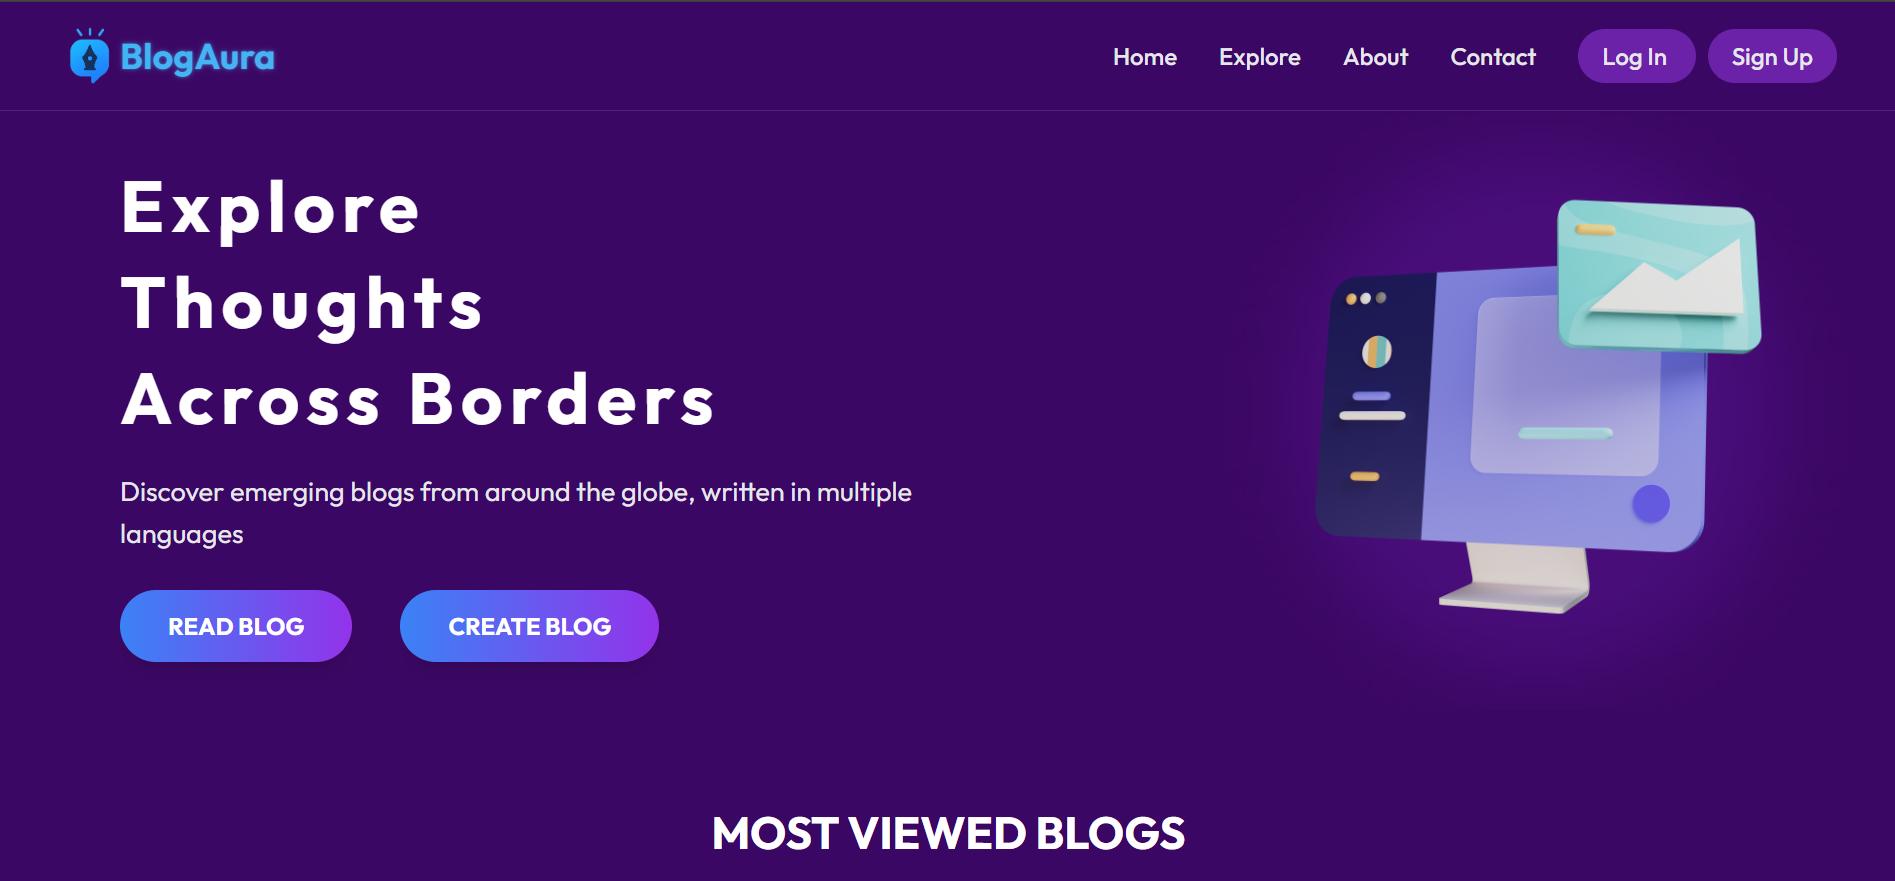 BlogAura
Home Explore About Contact Log In Sign Up
Explore
Thoughts
Across Borders
Discover emerging blogs from around the globe, written in multiple
languages
READ BLOG CREATE BLOG
MOST VIEWED BLOGS